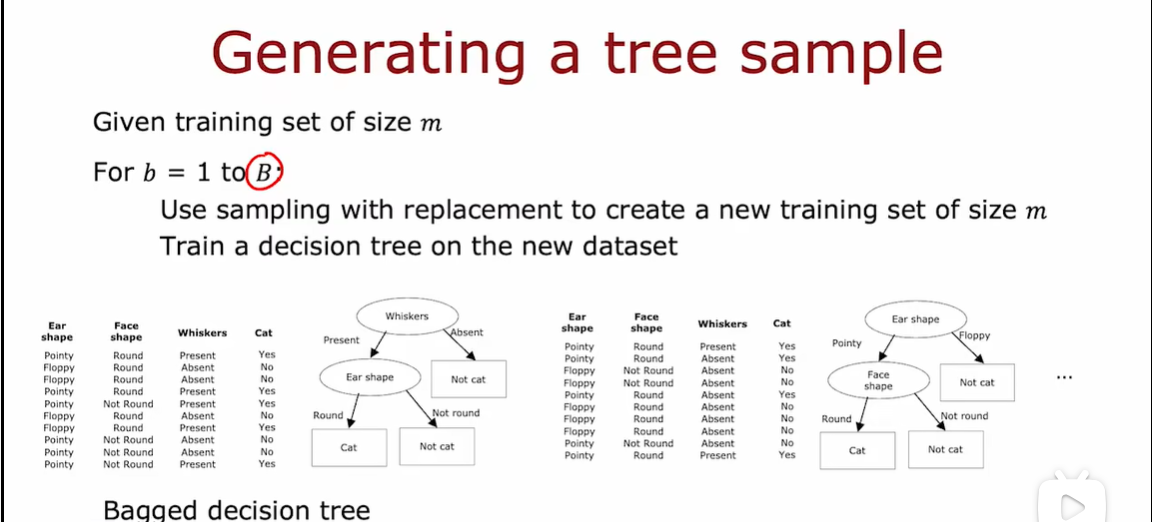 Generating a tree sample
Given training set of size m
For b = 1 to B:
Use sampling with replacement to create a new training set of size m
Train a decision tree on the new dataset
Ear shape Face shape Whiskers Cat
Pointy Round Present Yes
Floppy Round Absent No
Floppy Round Absent No
Pointy Round Present Yes
Pointy Not Round Present Yes
Floppy Round Absent No
Floppy Round Present Yes
Pointy Not Round Absent No
Pointy Not Round Absent No
Pointy Not Round Present Yes
Whiskers
Present
Absent
Ear shape
Not cat
Round
Not round
Cat
Not cat
Ear shape Face shape Whiskers Cat
Pointy Round Present Yes
Pointy Round Absent Yes
Floppy Not Round Absent No
Floppy Not Round Absent No
Pointy Round Absent Yes
Floppy Round Absent No
Floppy Round Absent No
Floppy Round Absent No
Pointy Not Round Absent No
Pointy Round Present Yes
Ear shape
Pointy
Floppy
Face shape
Not cat
Round
Not round
Cat
Not cat
...
Bagged decision tree